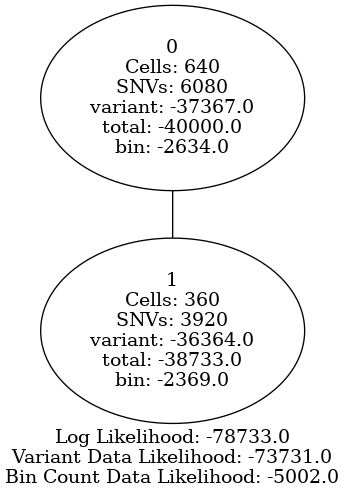 0
Cells: 640
SNVs: 6080
variant: -37367.0
total: -40000.0
bin: -2634.0
1
Cells: 360
SNVs: 3920
variant: -36364.0
total: -38733.0
bin: -2369.0
Log Likelihood: -78733.0
Variant Data Likelihood: -73731.0
Bin Count Data Likelihood: -5002.0